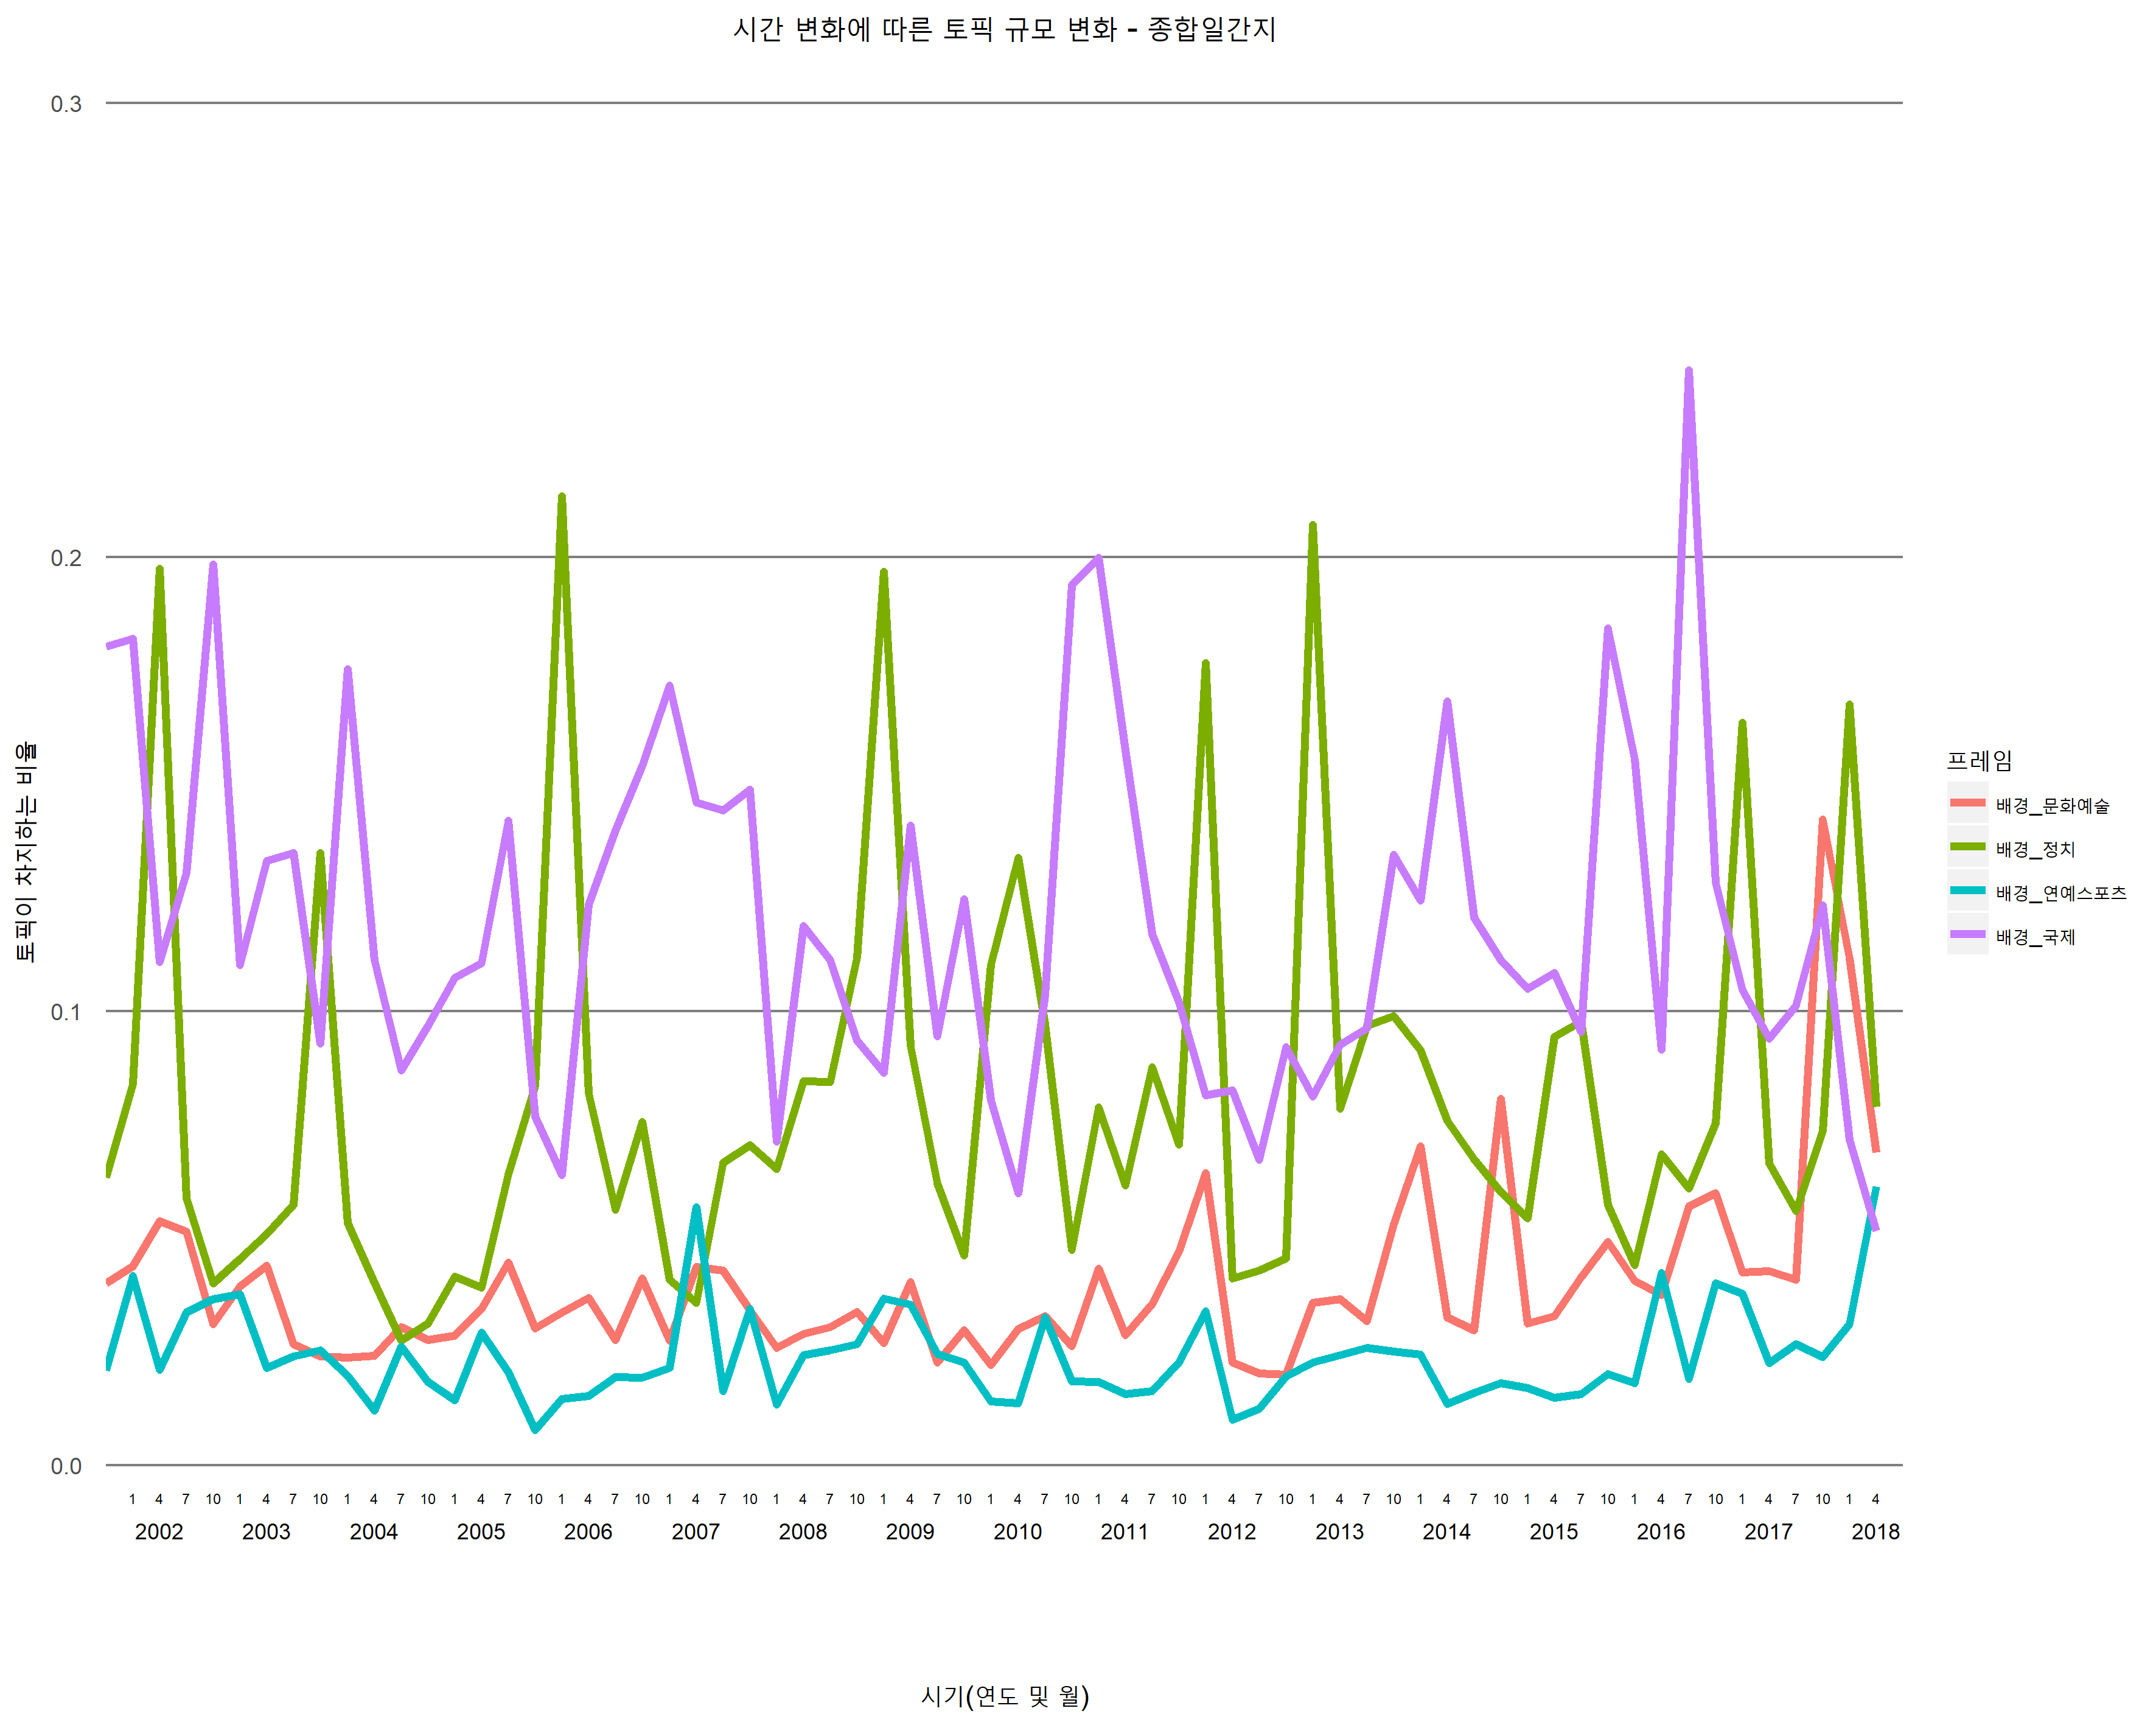 시간 변화에 따른 토픽 규모 변화 - 종합일간지
토픽이 차지하는 비율
0.3
0.2
0.1
0.0
1 4 7 10 1 4 7 10 1 4 7 10 1 4 7 10 1 4 7 10 1 4 7 10 1 4 7 10 1 4 7 10 1 4 7 10 1 4 7 10 1 4 7 10 1 4 7 10 1 4 7 10 1 4 7 10 1 4 7 10 1 4 7 10 1 4
2002 2003 2004 2005 2006 2007 2008 2009 2010 2011 2012 2013 2014 2015 2016 2017 2018
시기(연도 및 월)
프레임
배경_문화예술
배경_정치
배경_연예스포츠
배경_국제